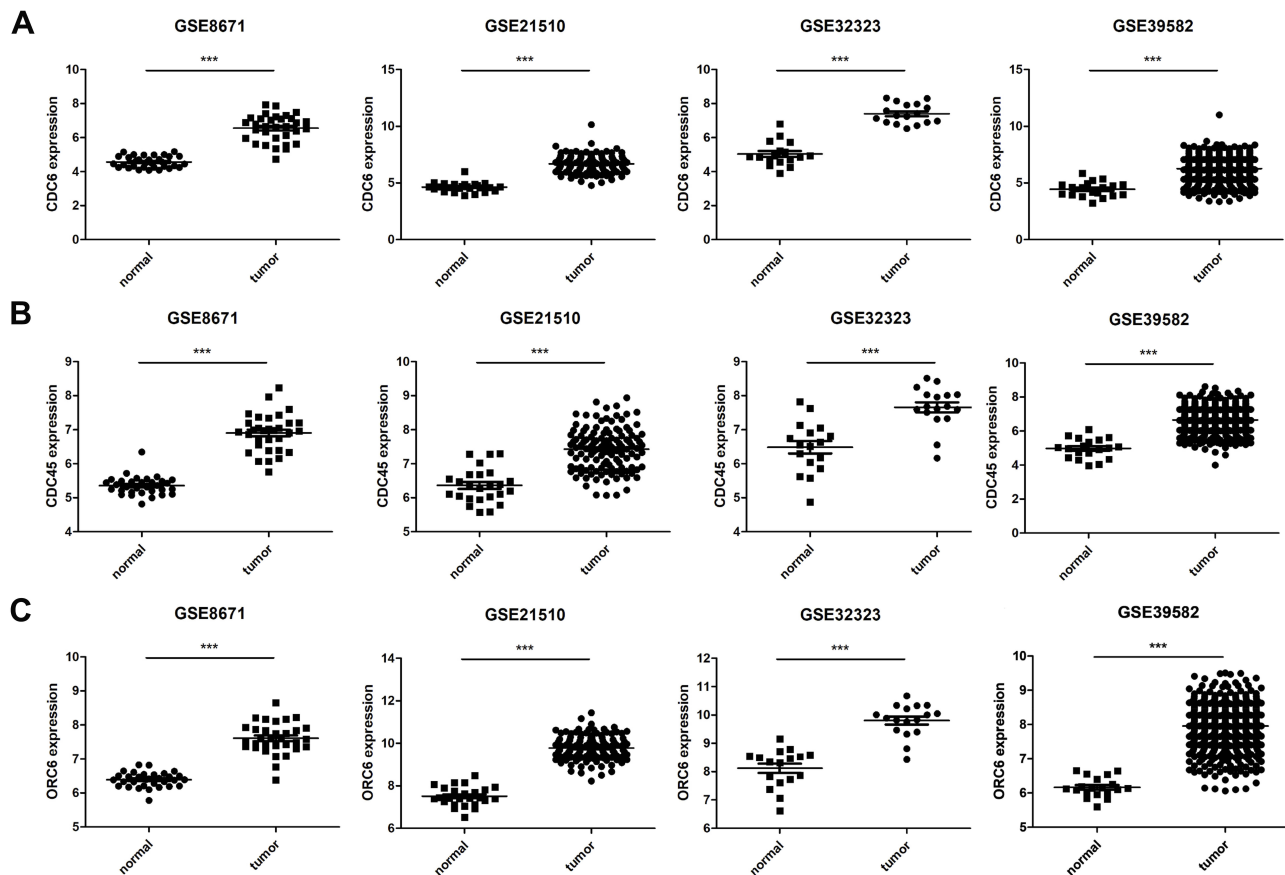 A
GSE8671
GSE21510
GSE32323
GSE39582
***
***
***
***
CDC6 expression
10
8
6
4
2
0
normal
tumor
CDC6 expression
15
10
5
0
normal
tumor
CDC6 expression
10
8
6
4
2
0
normal
tumor
CDC6 expression
15
10
5
0
normal
tumor
B
GSE8671
GSE21510
GSE32323
GSE39582
***
***
***
***
CDC45 expression
9
8
7
6
5
4
normal
tumor
CDC45 expression
10
9
8
7
6
5
normal
tumor
CDC45 expression
9
8
7
6
5
4
normal
tumor
CDC45 expression
10
8
6
4
2
0
normal
tumor
C
GSE8671
GSE21510
GSE32323
GSE39582
***
***
***
***
ORC6 expression
10
9
8
7
6
5
normal
tumor
ORC6 expression
14
12
10
8
6
normal
tumor
ORC6 expression
12
11
10
9
8
7
6
normal
tumor
ORC6 expression
10
9
8
7
6
5
normal
tumor